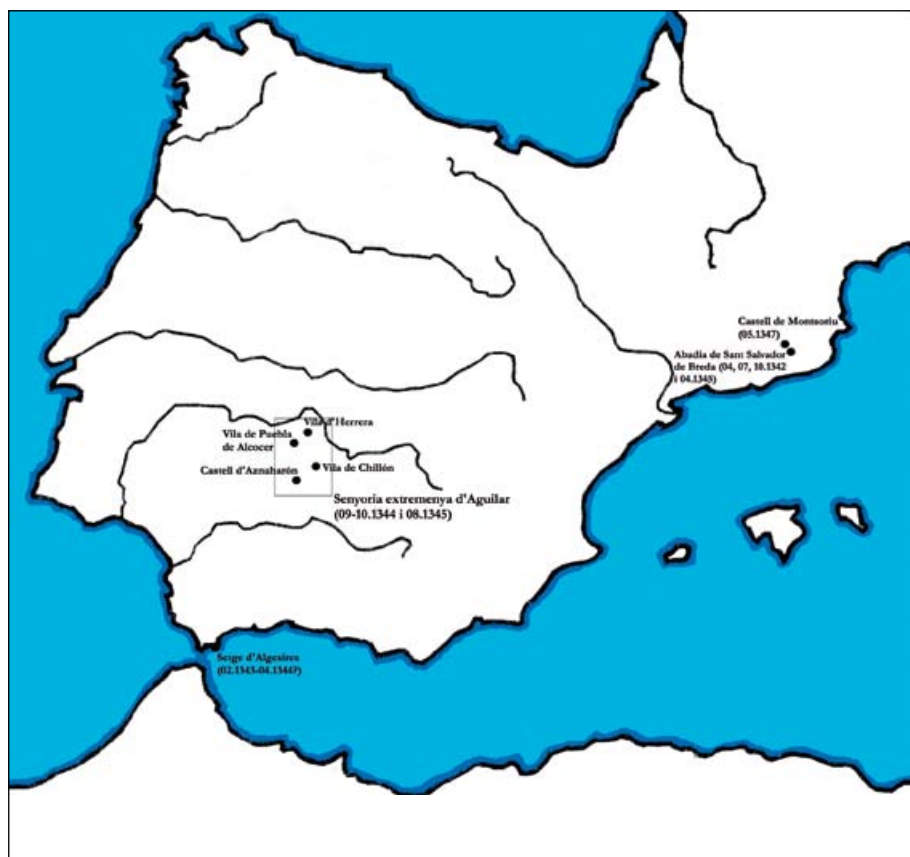 Castell de Montsoriu
(05.1347)
Abadia de Sant Salvador
de Breda (04, 07, 10.1342
i 04.1345)
Vila d'Herrera
Vila de Puebla
de Alcocer
Vila de Chillón
Castell d'Aznaharón
Senyoria extremenya d'Aguilar
(09-10.1344 i 08.1345)
Setge d'Algesires
(02.1343-04.1344?)